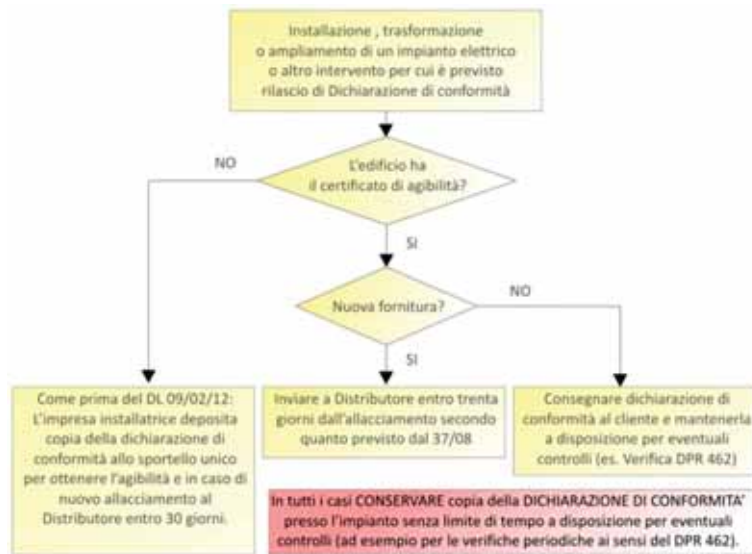 Installazione , trasformazione
o ampliamento di un impianto elettrico
o altro intervento per cui è previsto
rilascio di Dichiarazione di conformità
NO
L'edificio ha
il certificato di agibilità?
SI
Nuova fornitura?
NO
SI
Come prima del DL 09/02/12:
L'impresa installatrice deposita
copia della dichiarazione di
conformità allo sportello unico
per ottenere l'agibilità e in caso di
nuovo allacciamento al
Distributore entro 30 giorni.
Inviare a Distributore entro trenta
giorni dall'allacciamento secondo
quanto previsto dal 37/08
Consegnare dichiarazione di
conformità al cliente e mantenerla
a disposizione per eventuali
controlli (es. Verifica DPR 462)
In tutti i casi CONSERVARE copia della DICHIARAZIONE DI CONFORMITA'
presso l'impianto senza limite di tempo a disposizione per eventuali
controlli (ad esempio per le verifiche periodiche ai sensi del DPR 462).